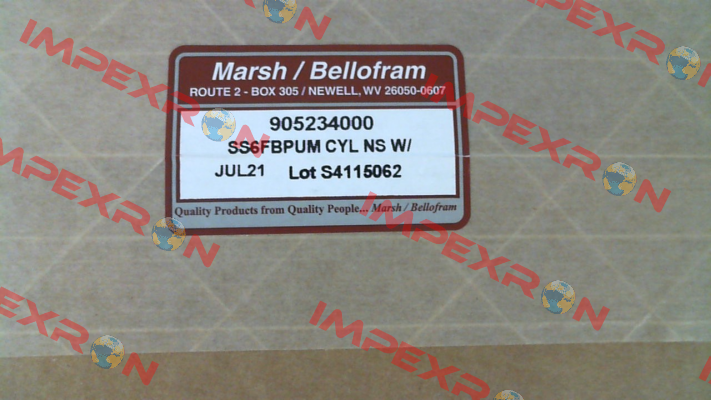 Marsh / Bellofram
ROUTE 2 - BOX 305 / NEWELL, WV 26050-0607
905234000
SS6FBPUM CYL NS W/
JUL21 Lot S4115062
Quality Products from Quality People... Marsh / Bellofram
IMPEXRON
IMPEXRON
IMPEXRON
IMPEXRON
IMPEXRON
IMPEXRON
IMPEXRON
IMPEXRON